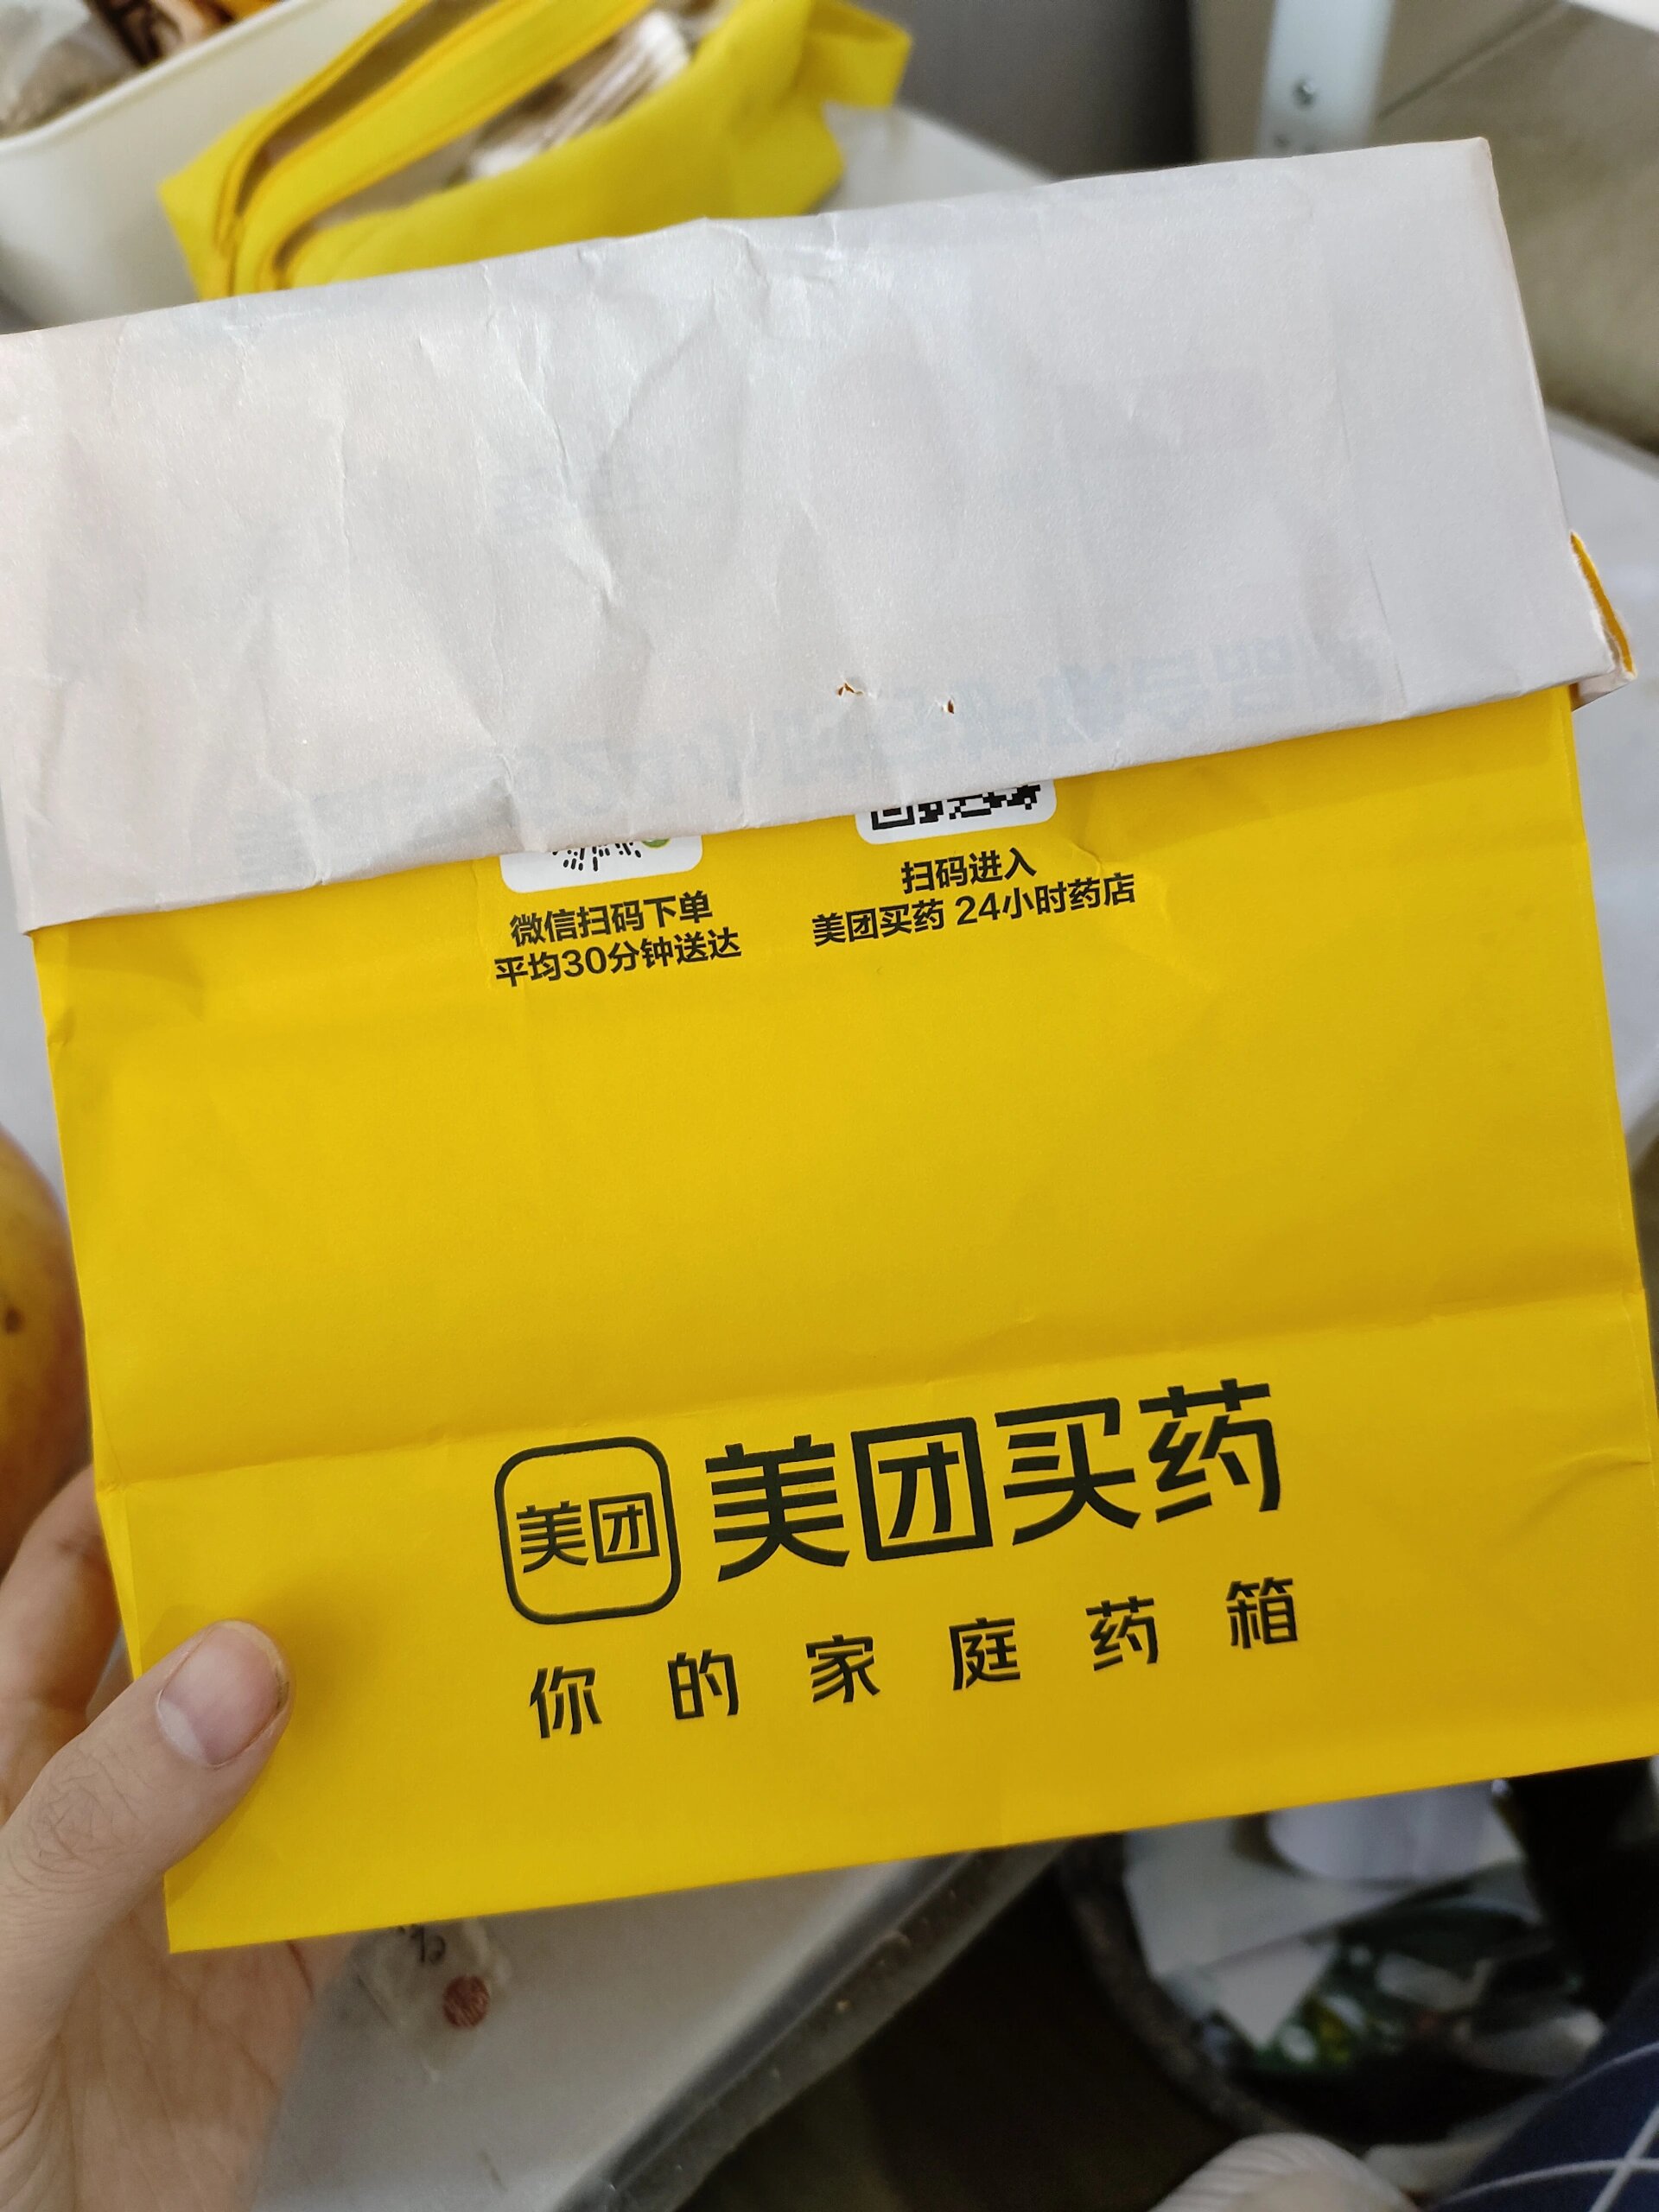 微信扫码下单
平均30分钟送达
扫码进入
美团买药 24小时药店
美团
美团买药
你的家庭药箱